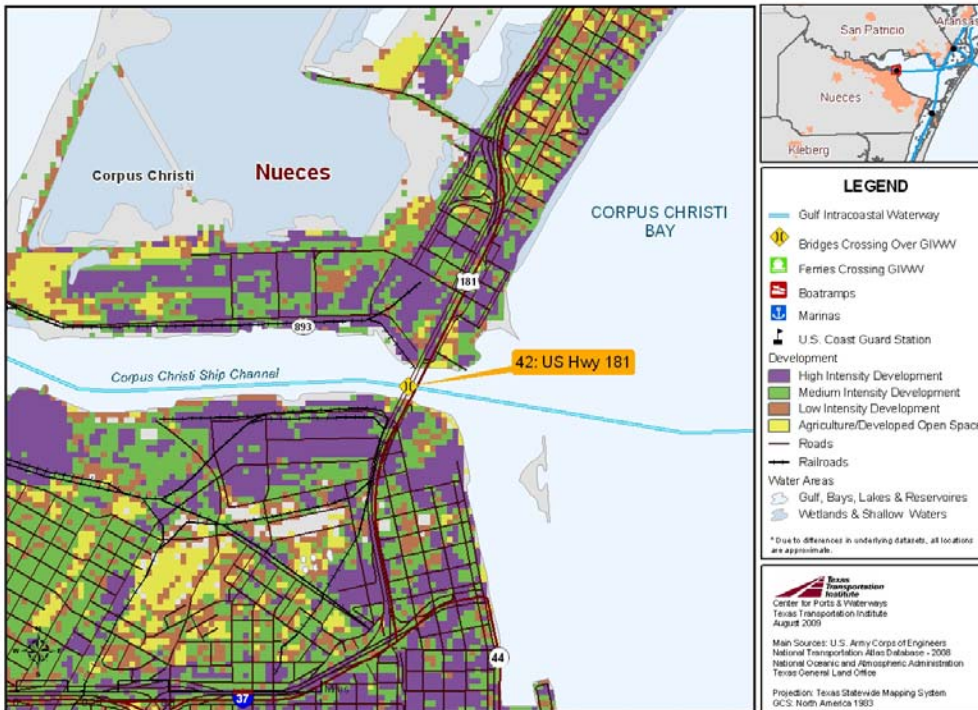 Corpus Christi
Nueces
CORPUS CHRISTI
BAY
181
893
Corpus Christi Ship Channel
42: US Hwy 181
44
37
San Patricio
Aransas
Nueces
Kleberg
LEGEND
Gulf Intracoastal Waterway
Bridges Crossing Over GIWW
Ferries Crossing GIWW
Boatramps
Marinas
U.S. Coast Guard Station
Development
High Intensity Development
Medium Intensity Development
Low Intensity Development
Agriculture/Developed Open Space
Roads
Railroads
Water Areas
Gulf, Bays, Lakes & Reservoires
Wetlands & Shallow Waters
* Due to differences in underlying datasets, all locations
are approximate.
Texas
Transportation
Institute
Center for Ports & Waterways
Texas Transportation Institute
August 2009
Main Sources: U.S. Army Corps of Engineers
National Transportation Atlas Database - 2008
National Oceanic and Atmospheric Administration
Texas General Land Office
Projection: Texas Statewide Mapping System
GCS: North America 1983